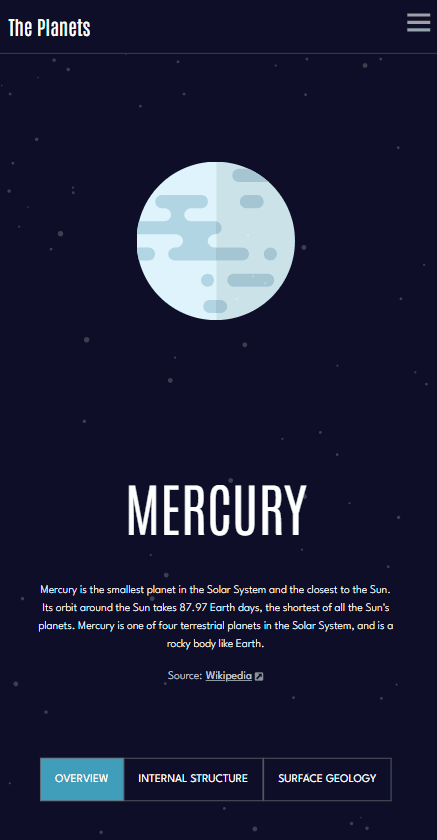 The Planets
MERCURY
Mercury is the smallest planet in the Solar System and the closest to the Sun.
Its orbit around the Sun takes 87.97 Earth days, the shortest of all the Sun's
planets. Mercury is one of four terrestrial planets in the Solar System, and is a
rocky body like Earth.
Source: Wikipedia
OVERVIEW INTERNAL STRUCTURE SURFACE GEOLOGY